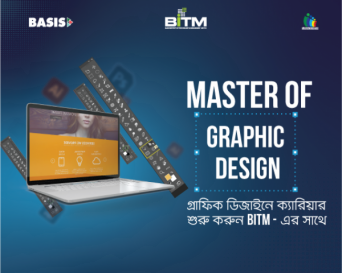 BASIS
BITM
MASTER OF
GRAPHIC
DESIGN
গ্রাফিক ডিজাইনে ক্যারিয়ার
শুরু করুন BITM - এর সাথে